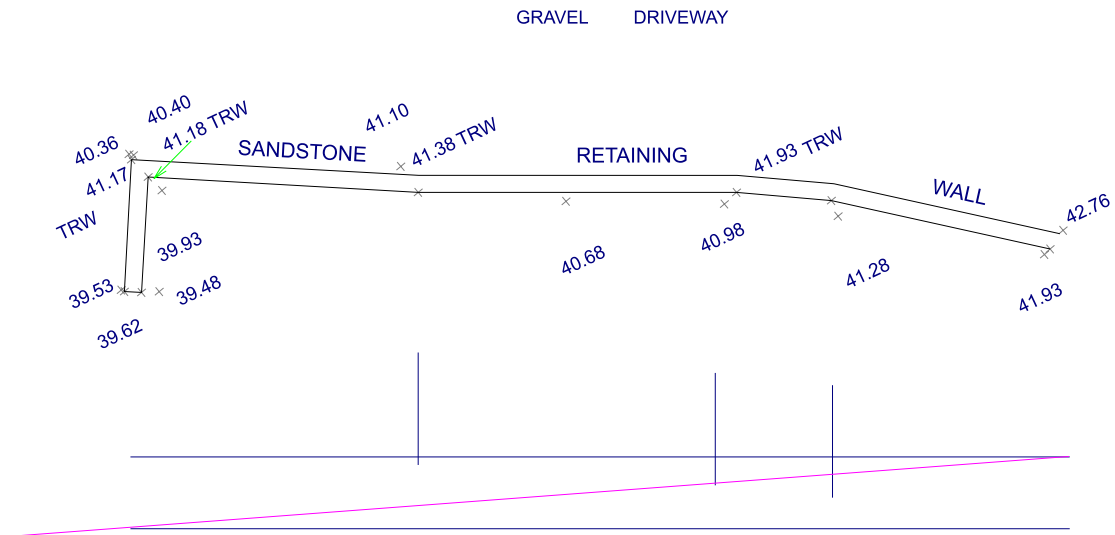 GRAVEL DRIVEWAY
40.40
41.10
40.36
41.18 TRW
41.38 TRW
41.93 TRW
SANDSTONE
RETAINING
WALL
41.17
TRW
42.76
39.93
40.68
40.98
41.28
39.53
39.48
41.93
39.62